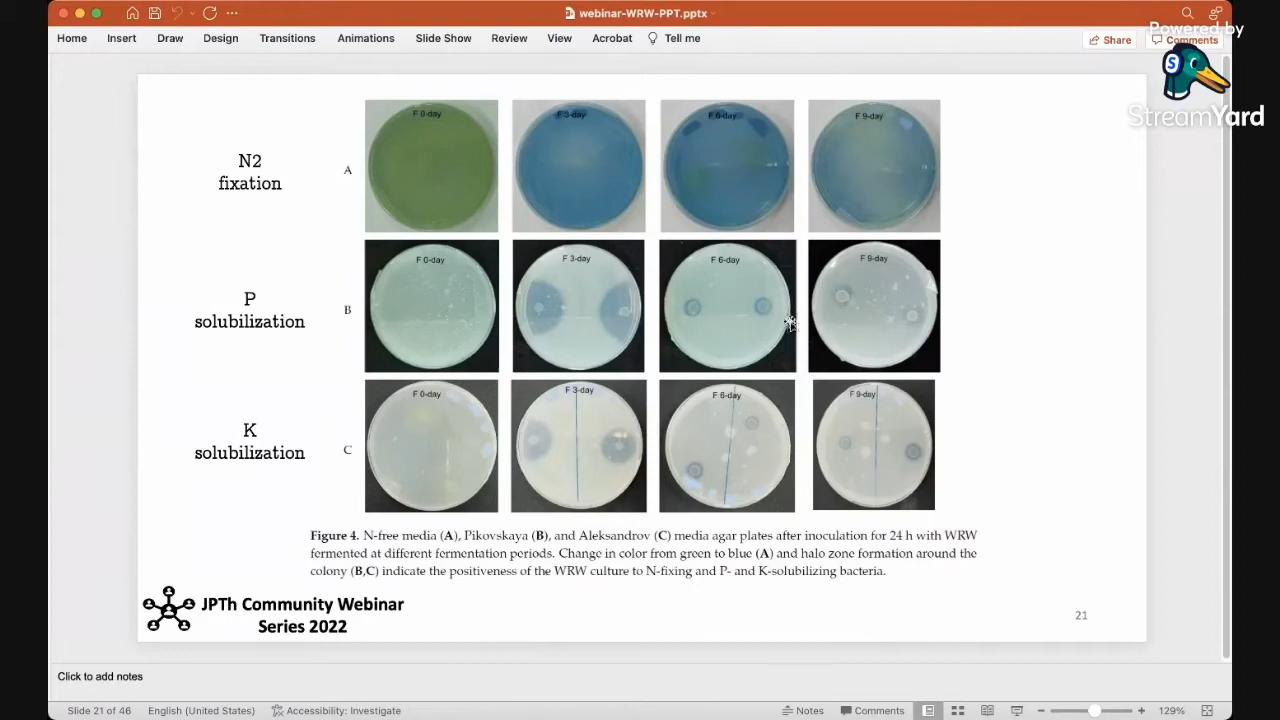 webinar-WRW-PPT.pptx
Powered by
Home Insert Draw Design Transitions Animations Slide Show Review View Acrobat Tell me Share Comments
StreamYard
N2
fixation
A
F 0-day
F 3-day
F 6-day
F 9-day
P
solubilization
B
F 0-day
F 3-day
F 6-day
F 9-day
K
solubilization
C
F 0-day
F 3-day
F 6-day
F 9-day
Figure 4. N-free media (A), Pikovskaya (B), and Aleksandrov (C) media agar plates after inoculation for 24 h with WRW
fermented at different fermentation periods. Change in color from green to blue (A) and halo zone formation around the
colony (B,C) indicate the positiveness of the WRW culture to N-fixing and P- and K-solubilizing bacteria.
JPTh Community Webinar
Series 2022
21
Click to add notes
Slide 21 of 46 English (United States) Accessibility: Investigate Notes Comments 129%